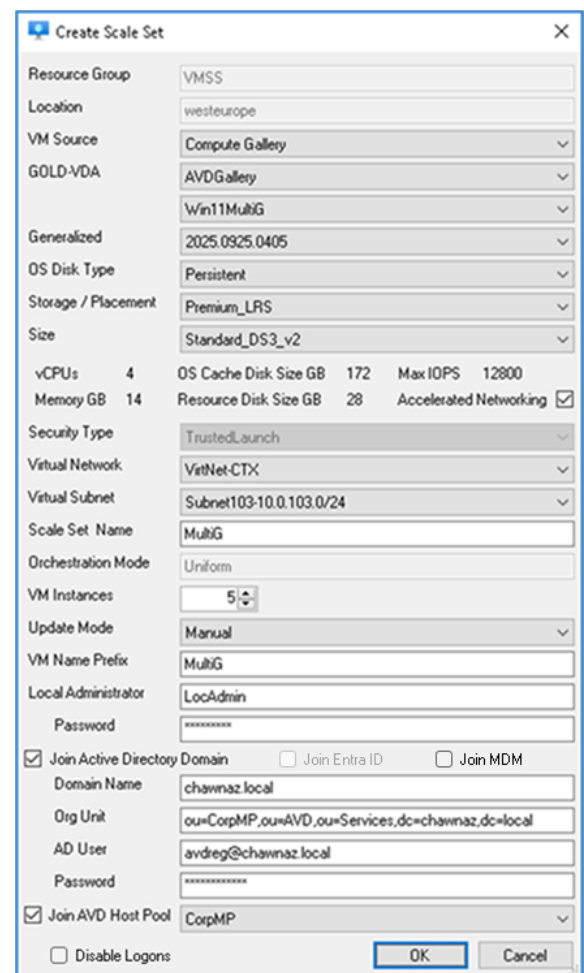 Create Scale Set
Resource Group VMSS
Location westeurope
VM Source Compute Gallery
GOLD-VDA AVDGallery
Win11MultiG
Generalized 2025.0925.0405
OS Disk Type Persistent
Storage / Placement Premium_LRS
Size Standard_DS3_v2
vCPUs 4 OS Cache Disk Size GB 172 Max IOPS 12800
Memory GB 14 Resource Disk Size GB 28 Accelerated Networking
Security Type TrustedLaunch
Virtual Network VirtNet-CTX
Virtual Subnet Subnet103-10.0.103.0/24
Scale Set Name MultiG
Orchestration Mode Uniform
VM Instances 5
Update Mode Manual
VM Name Prefix MultiG
Local Administrator LocAdmin
Password *********
Join Active Directory Domain Join Entra ID Join MDM
Domain Name chawnaz.local
Org Unit ou=CorpMP,ou=AVD,ou=Services,dc=chawnaz,dc=local
AD User avdreg@chawnaz.local
Password *************
Join AVD Host Pool CorpMP
Disable Logons OK Cancel